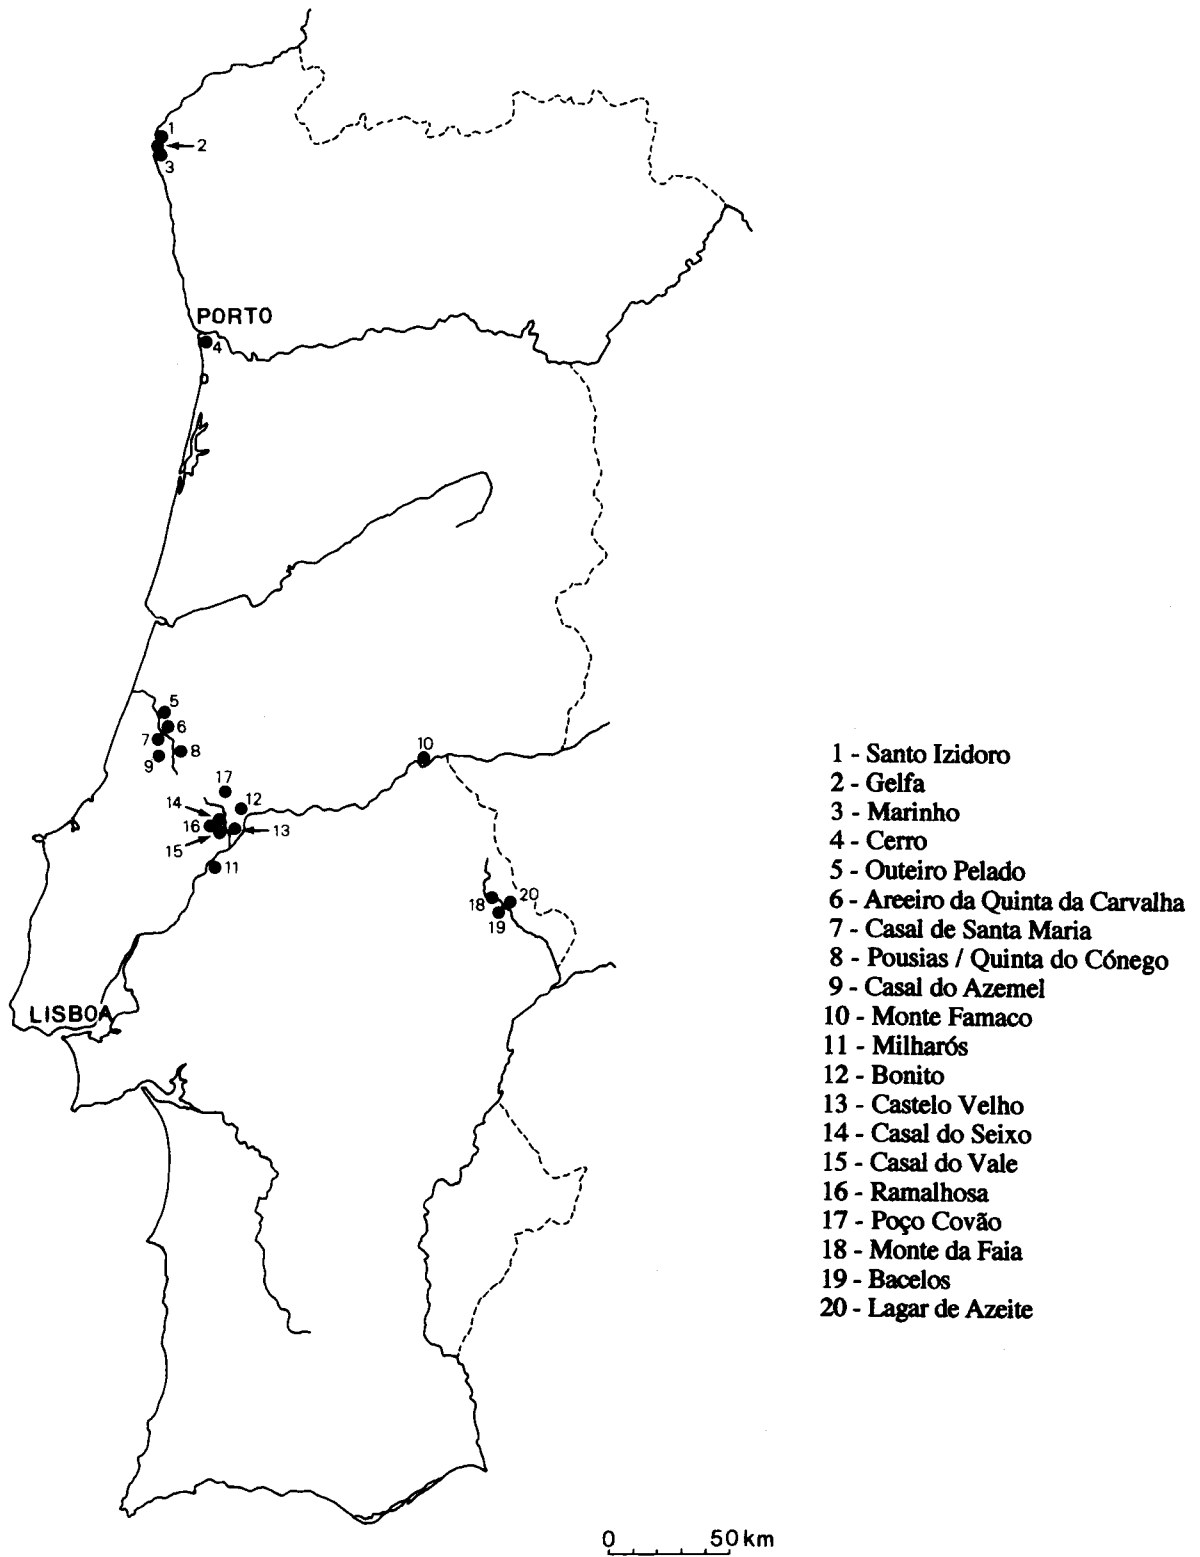 1
2
3
PORTO
4
5
6
7
8
9
10
17
12
14
16
13
15
11
18
20
19
LISBOA
1 - Santo Izidoro
2 - Gelfa
3 - Marinho
4 - Cerro
5 - Outeiro Pelado
6 - Areeiro da Quinta da Carvalha
7 - Casal de Santa Maria
8 - Pousias / Quinta do Cónego
9 - Casal do Azemel
10 - Monte Famaco
11 - Milharós
12 - Bonito
13 - Castelo Velho
14 - Casal do Seixo
15 - Casal do Vale
16 - Ramalhosa
17 - Poço Covão
18 - Monte da Faia
19 - Bacelos
20 - Lagar de Azeite
0 50 km